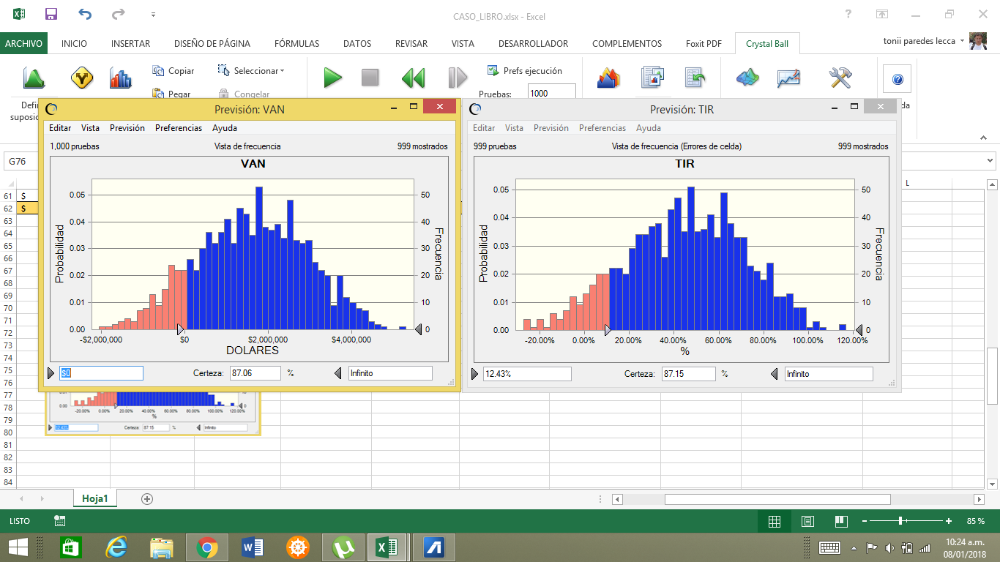 CASO_LIBRO.xlsx - Excel
?
ARCHIVO INICIO INSERTAR DISEÑO DE PÁGINA FÓRMULAS DATOS REVISAR VISTA DESARROLLADOR COMPLEMENTOS Foxit PDF Crystal Ball tonii paredes lecca
Copiar Seleccionar Prefs ejecución
Defin Pegar Congelar Pruebas: 1000 da
suposic
Previsión: VAN
Editar Vista Previsión Preferencias Ayuda
1,000 pruebas Vista de frecuencia 999 mostrados
VAN
Probabilidad
0.05
0.04
0.03
0.02
0.01
0.00
50
40
30
20
10
0
Frecuencia
-$2,000,000 $0 $2,000,000 $4,000,000
DOLARES
$0 Certeza: 87.06 % Infinito
Previsión: TIR
Editar Vista Previsión Preferencias Ayuda
999 pruebas Vista de frecuencia (Errores de celda) 999 mostrados
TIR
Probabilidad
0.05
0.04
0.03
0.02
0.01
0.00
50
40
30
20
10
0
Frecuencia
-20.00% 0.00% 20.00% 40.00% 60.00% 80.00% 100.00% 120.00%
%
12.43% Certeza: 87.15 % Infinito
G76
L
61 $
62 $
63
64
65
66
67
68
69
70
71
72
73
74
75
76
77
78
79
80
81
82
83
84
0.00 0
-20.00% 0.00% 20.00% 40.00% 60.00% 80.00% 100.00% 120.00%
%
12.43% Certeza: 87.15 % Infinito
Hoja1
LISTO 85 %
10:24 a.m.
08/01/2018